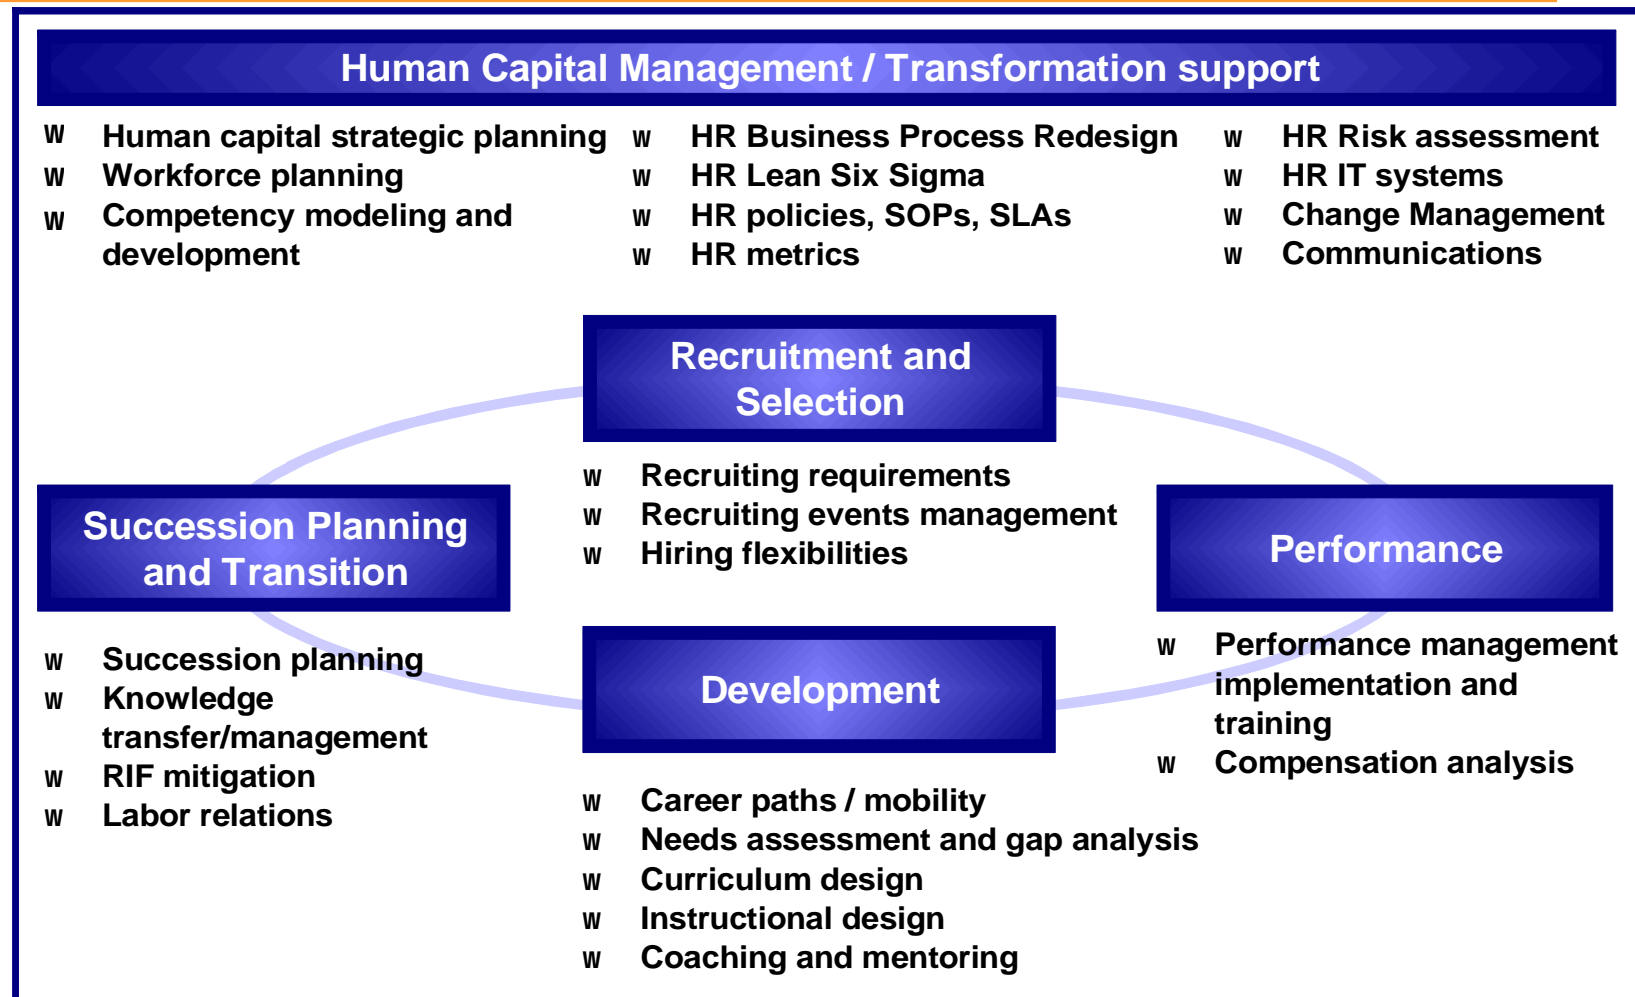 Human Capital Management / Transformation support
w Human capital strategic planning
w Workforce planning
w Competency modeling and
development
w HR Business Process Redesign
w HR Lean Six Sigma
w HR policies, SOPs, SLAs
w HR metrics
w HR Risk assessment
w HR IT systems
w Change Management
w Communications
Recruitment and
Selection
w Recruiting requirements
w Recruiting events management
w Hiring flexibilities
Succession Planning
and Transition
w Succession planning
w Knowledge
transfer/management
w RIF mitigation
w Labor relations
Performance
w Performance management
implementation and
training
w Compensation analysis
Development
w Career paths / mobility
w Needs assessment and gap analysis
w Curriculum design
w Instructional design
w Coaching and mentoring